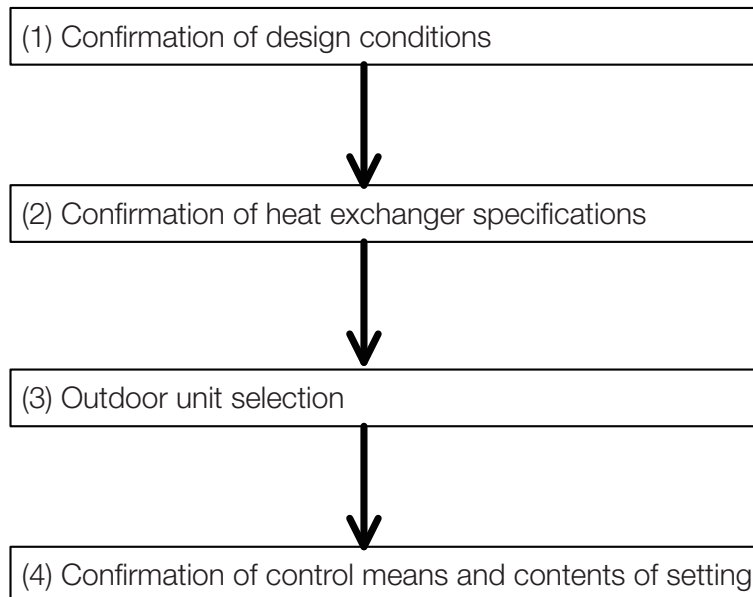 (1) Confirmation of design conditions
(2) Confirmation of heat exchanger specifications
(3) Outdoor unit selection
(4) Confirmation of control means and contents of setting